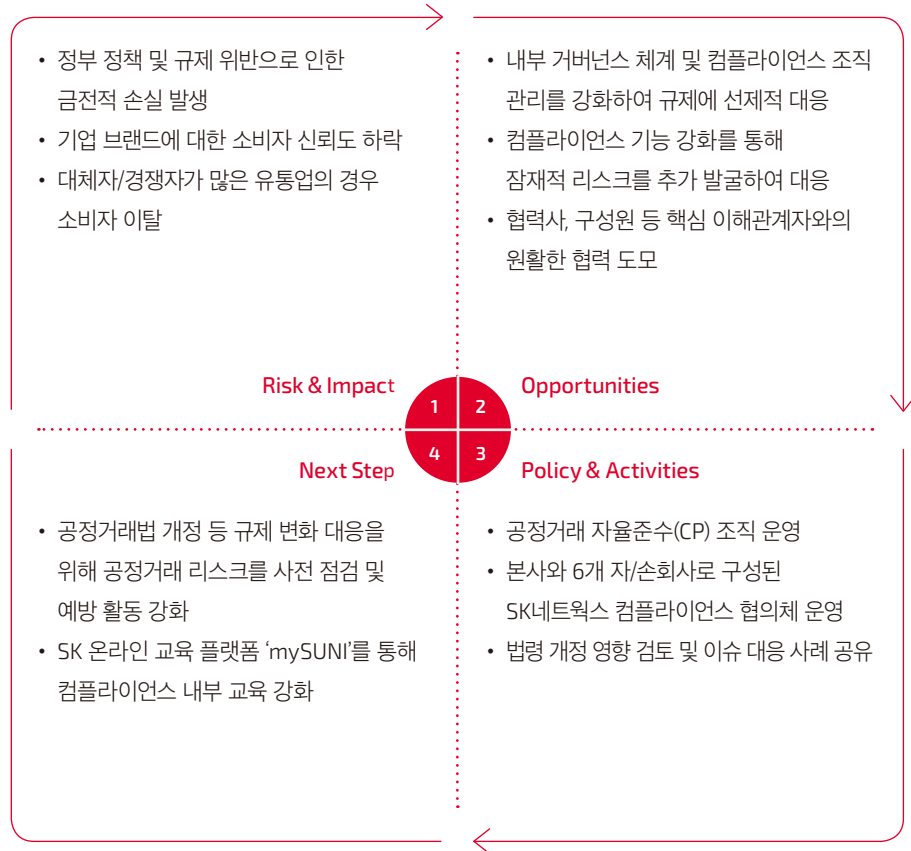 • 정부 정책 및 규제 위반으로 인한
금전적 손실 발생
• 기업 브랜드에 대한 소비자 신뢰도 하락
• 대체자/경쟁자가 많은 유통업의 경우
소비자 이탈
Risk & Impact
1
• 내부 거버넌스 체계 및 컴플라이언스 조직
관리를 강화하여 규제에 선제적 대응
• 컴플라이언스 기능 강화를 통해
잠재적 리스크를 추가 발굴하여 대응
• 협력사, 구성원 등 핵심 이해관계자와의
원활한 협력 도모
2
Opportunities
3
Policy & Activities
• 공정거래 자율준수(CP) 조직 운영
• 본사와 6개 자/손회사로 구성된
SK네트웍스 컴플라이언스 협의체 운영
• 법령 개정 영향 검토 및 이슈 대응 사례 공유
4
Next Step
• 공정거래법 개정 등 규제 변화 대응을
위해 공정거래 리스크를 사전 점검 및
예방 활동 강화
• SK 온라인 교육 플랫폼 ‘mySUNI’를 통해
컴플라이언스 내부 교육 강화